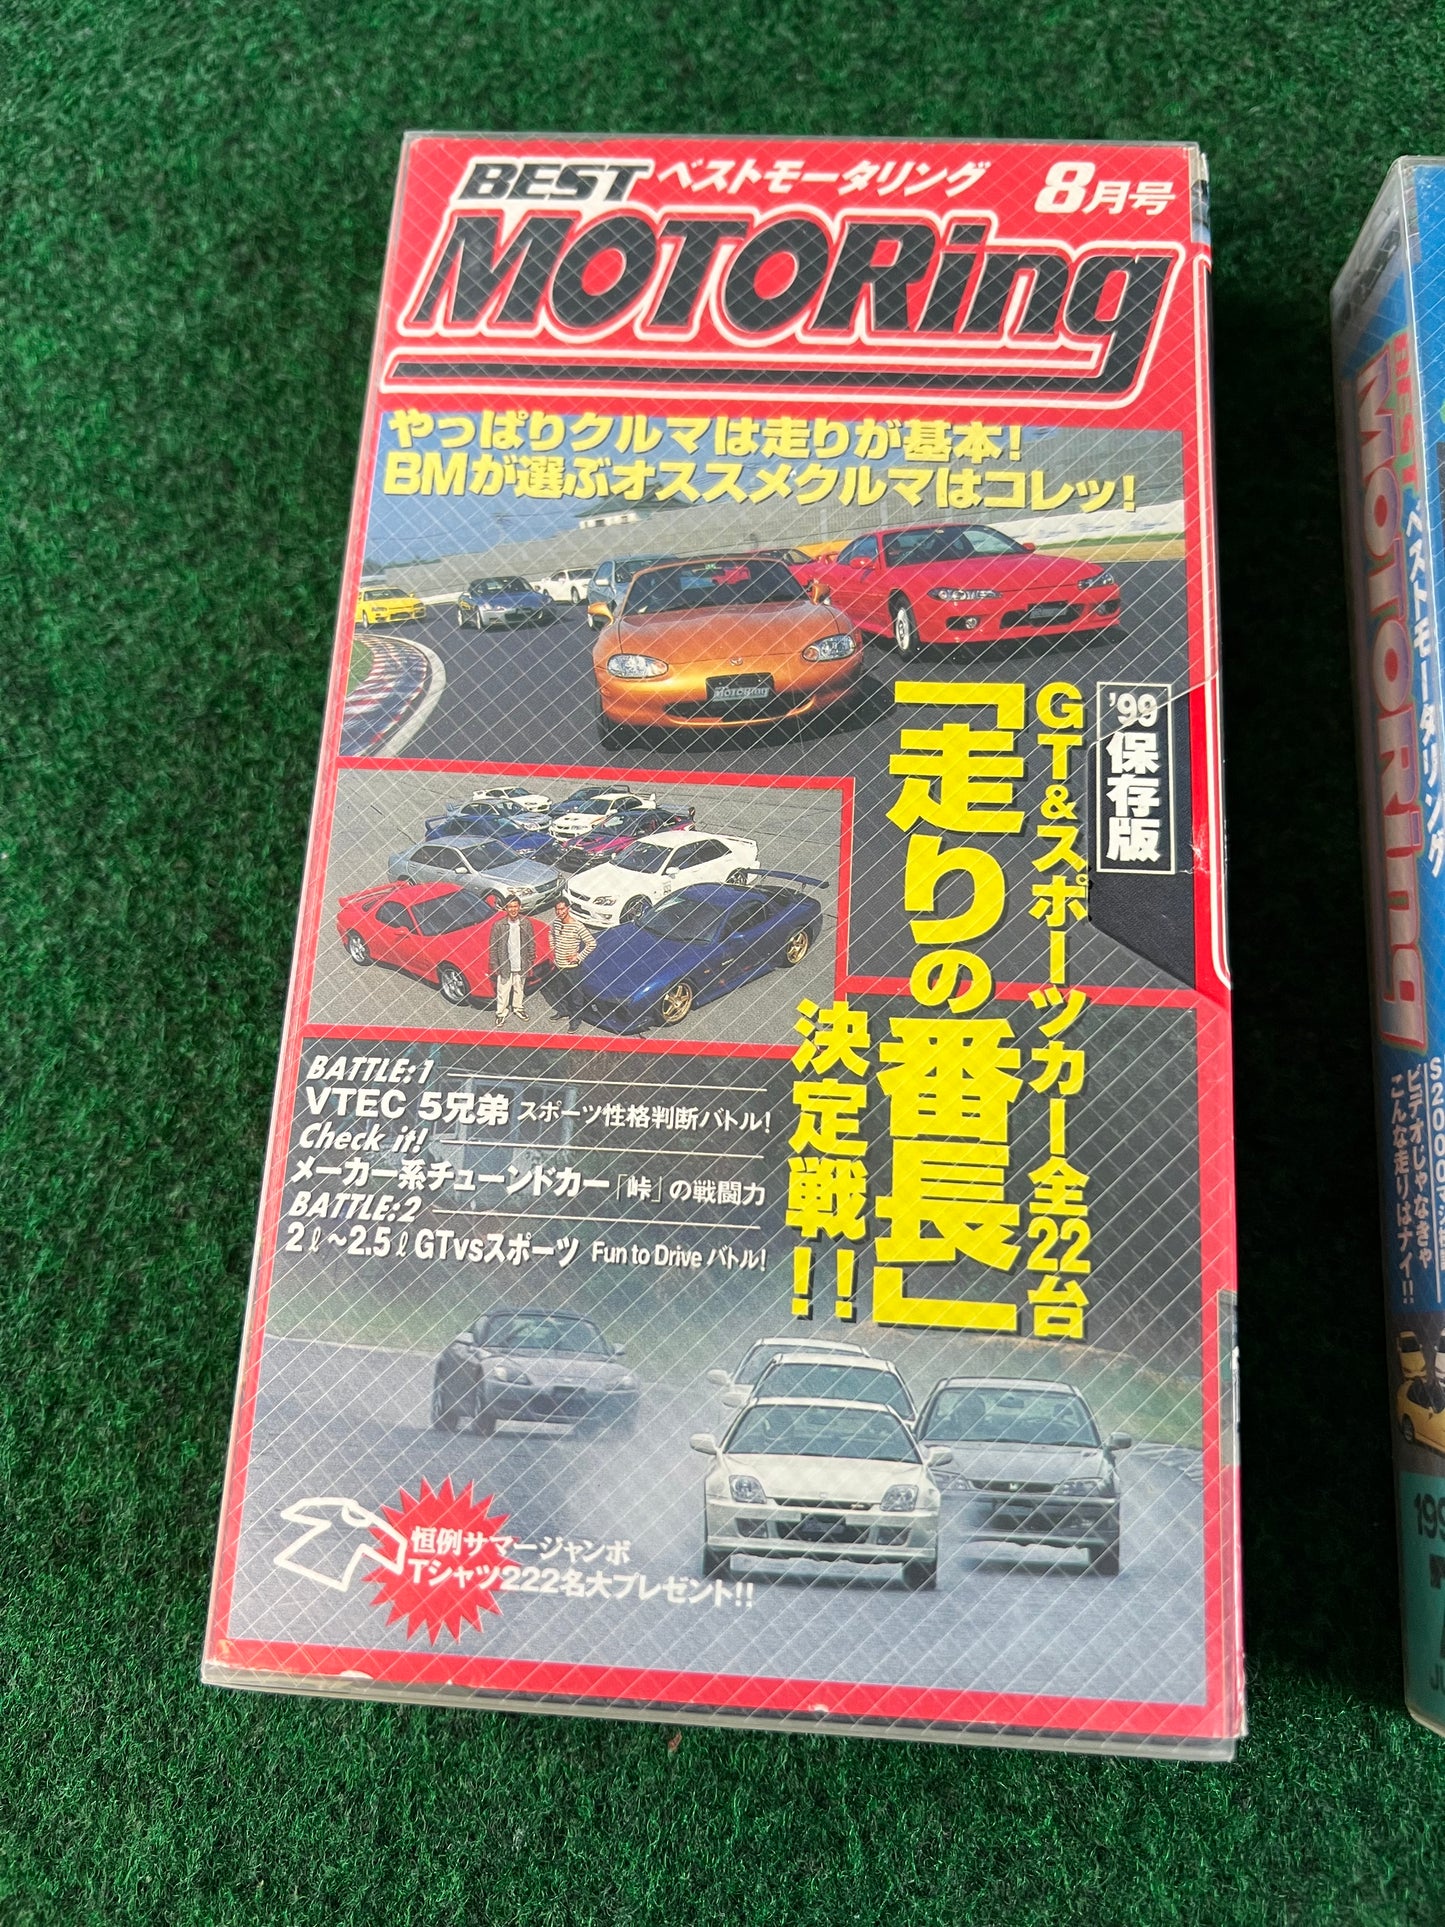 BEST ベストモータリング 8月号
MOTORing
やっぱりクルマは走りが基本!
BMが選ぶオススメクルマはコレッ!
MOTORing
'99保存版
GT&スポーツカー全22台
「走りの番長」
決定戦!!
BATTLE:1
VTEC 5兄弟 スポーツ性格判断バトル!
Check it!
メーカー系チューンドカー「峠」の戦闘力
BATTLE:2
2ℓ~2.5ℓGTvsスポーツ Fun to Drive バトル!
恒例サマージャンボ
Tシャツ222名大プレゼント!!
BEST
MOTORing
ベストモータリング
ビデオじゃなきゃ
こんな走りはナイ!!